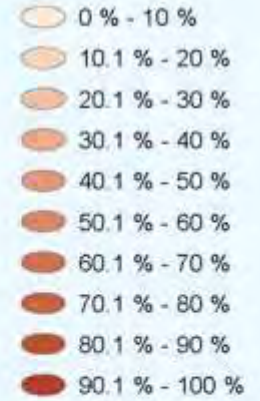 0 % - 10 %
10.1 % - 20 %
20.1 % - 30 %
30.1 % - 40 %
40.1 % - 50 %
50.1 % - 60 %
60.1 % - 70 %
70.1 % - 80 %
80.1 % - 90 %
90.1 % - 100 %